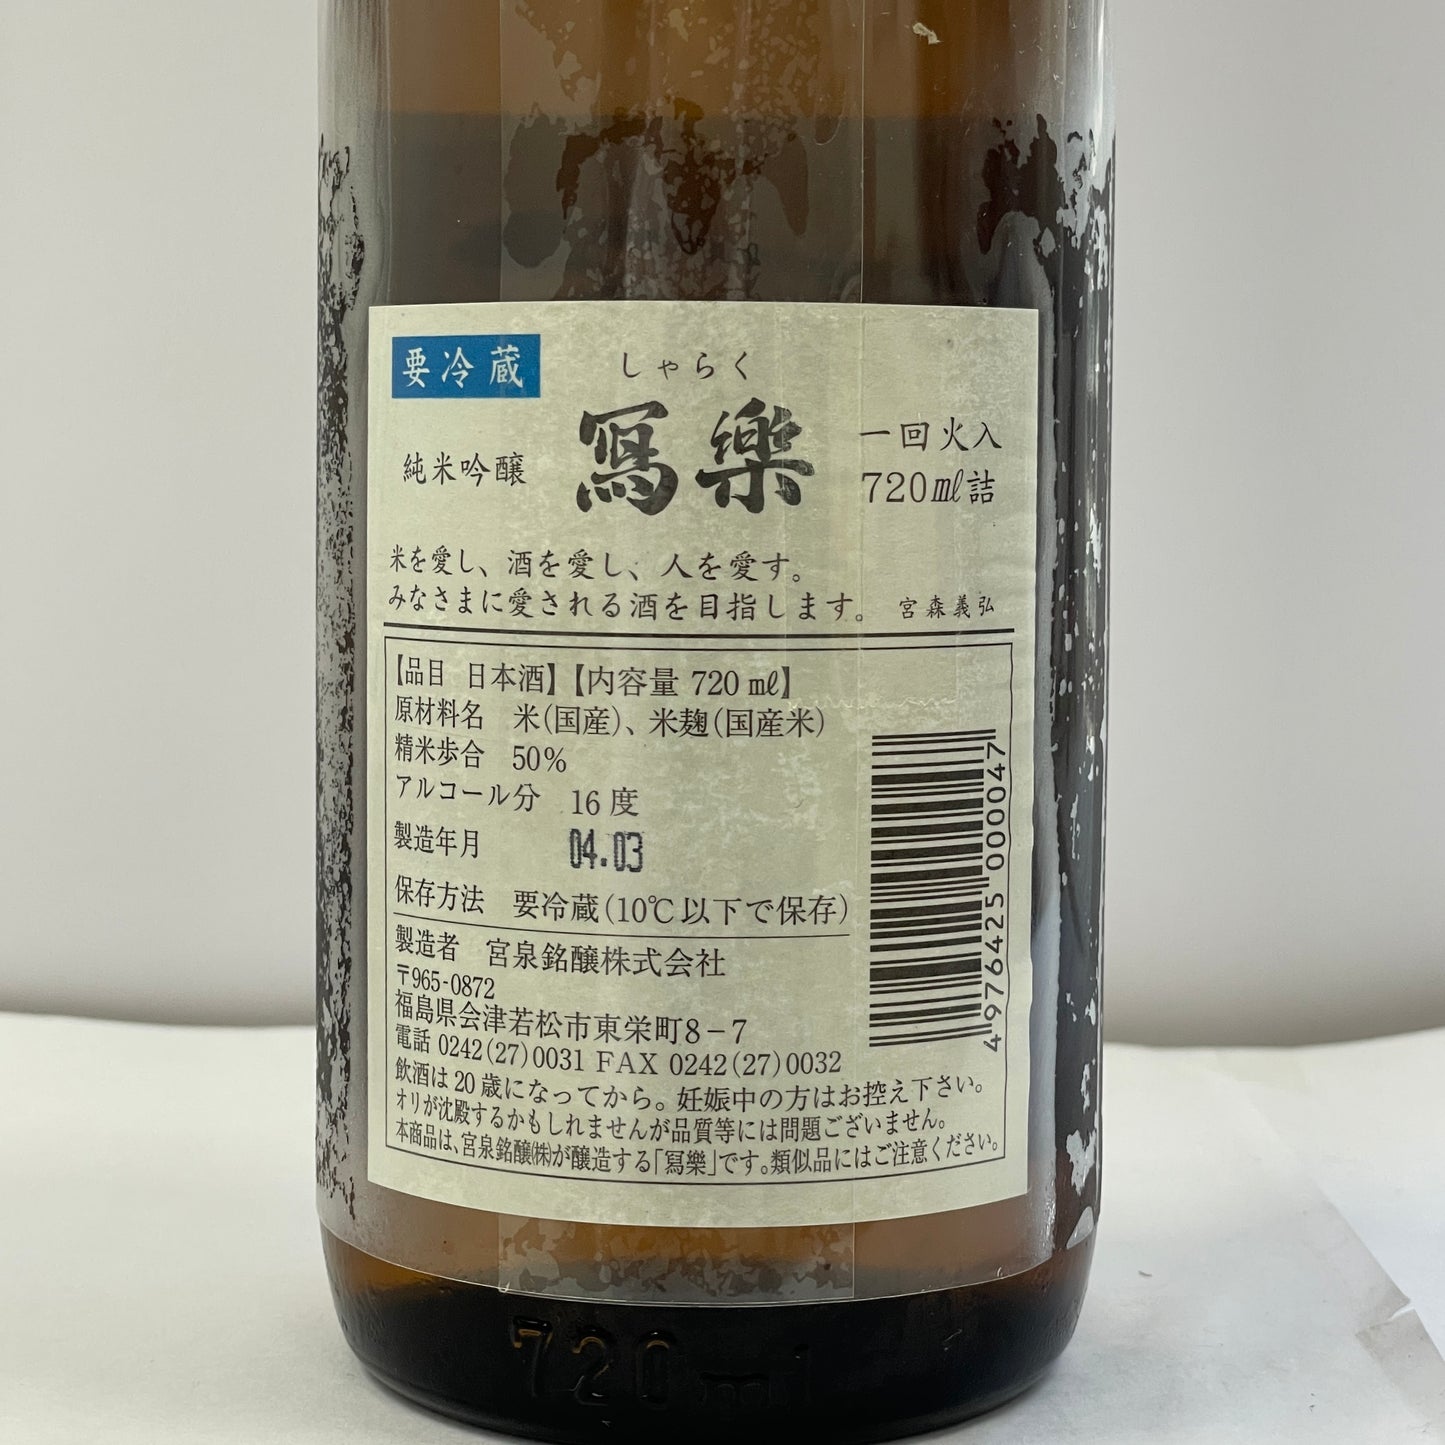 要冷蔵
しゃらく
純米吟醸
寫樂
一回火入
720㎖詰
米を愛し、酒を愛し、人を愛す。
みなさまに愛される酒を目指します。 宮森義弘
【品目 日本酒】【内容量 720㎖】
原材料名 米(国産)、米麹(国産米)
精米歩合 50%
アルコール分 16度
製造年月 04.03
保存方法 要冷蔵(10℃以下で保存)
製造者 宮泉銘醸株式会社
〒965-0872
福島県会津若松市東栄町8-7
電話 0242(27)0031 FAX 0242(27)0032
飲酒は20歳になってから。妊娠中の方はお控え下さい。
オリが沈殿するかもしれませんが品質等には問題ございません。
本商品は、宮泉銘醸㈱が醸造する「冩樂」です。類似品にはご注意ください。
4976425000047
720ml